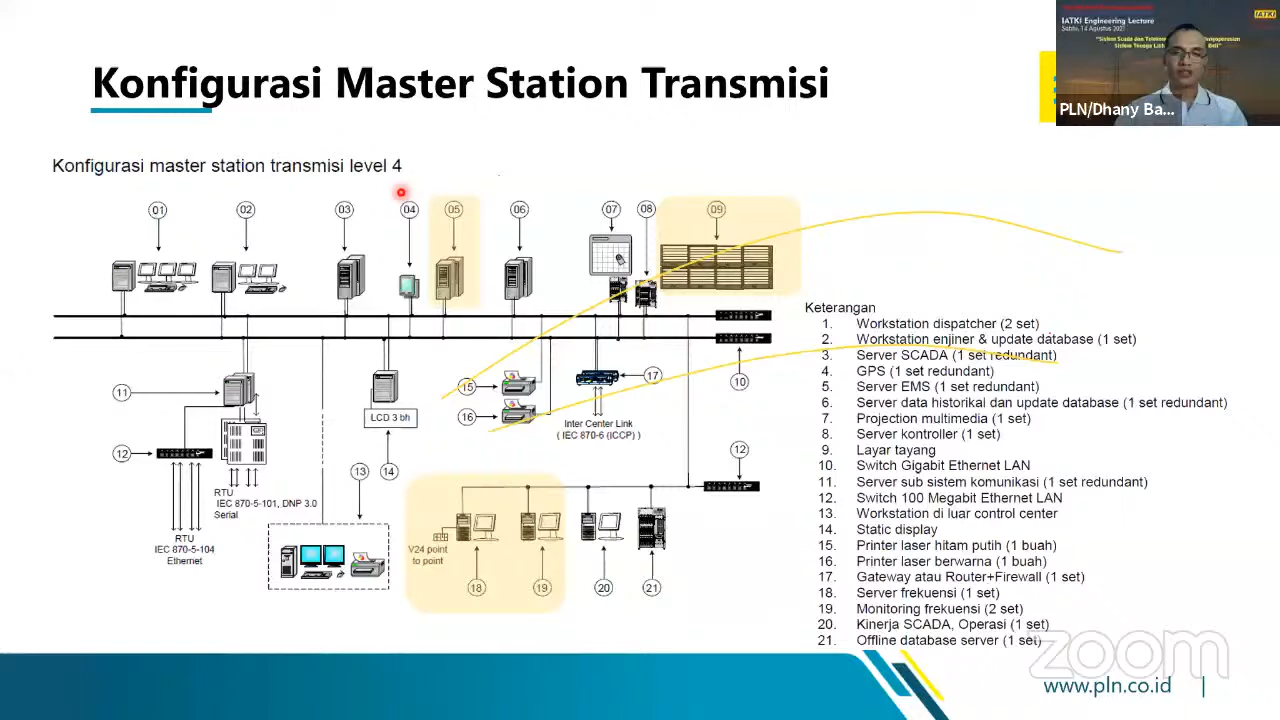 IATKI Engineering Lecture
IATKI
Sabtu, 14 Agustus 2021
PLN/Dhany Ba...
Konfigurasi Master Station Transmisi
Konfigurasi master station transmisi level 4
01
02
03
04
05
06
07
08
09
10
11
12
RTU
IEC 870-5-104
Ethernet
RTU
IEC 870-5-101, DNP 3.0
Serial
LCD 3 bh
13
14
15
16
17
Inter Center Link
( IEC 870-6 (ICCP) )
12
V24 point
to point
18
19
20
21
Keterangan
1. Workstation dispatcher (2 set)
2. Workstation enjiner & update database (1 set)
3. Server SCADA (1 set redundant)
4. GPS (1 set redundant)
5. Server EMS (1 set redundant)
6. Server data historikal dan update database (1 set redundant)
7. Projection multimedia (1 set)
8. Server kontroller (1 set)
9. Layar tayang
10. Switch Gigabit Ethernet LAN
11. Server sub sistem komunikasi (1 set redundant)
12. Switch 100 Megabit Ethernet LAN
13. Workstation di luar control center
14. Static display
15. Printer laser hitam putih (1 buah)
16. Printer laser berwarna (1 buah)
17. Gateway atau Router+Firewall (1 set)
18. Server frekuensi (1 set)
19. Monitoring frekuensi (2 set)
20. Kinerja SCADA, Operasi (1 set)
21. Offline database server (1 set)
zoom
www.pln.co.id